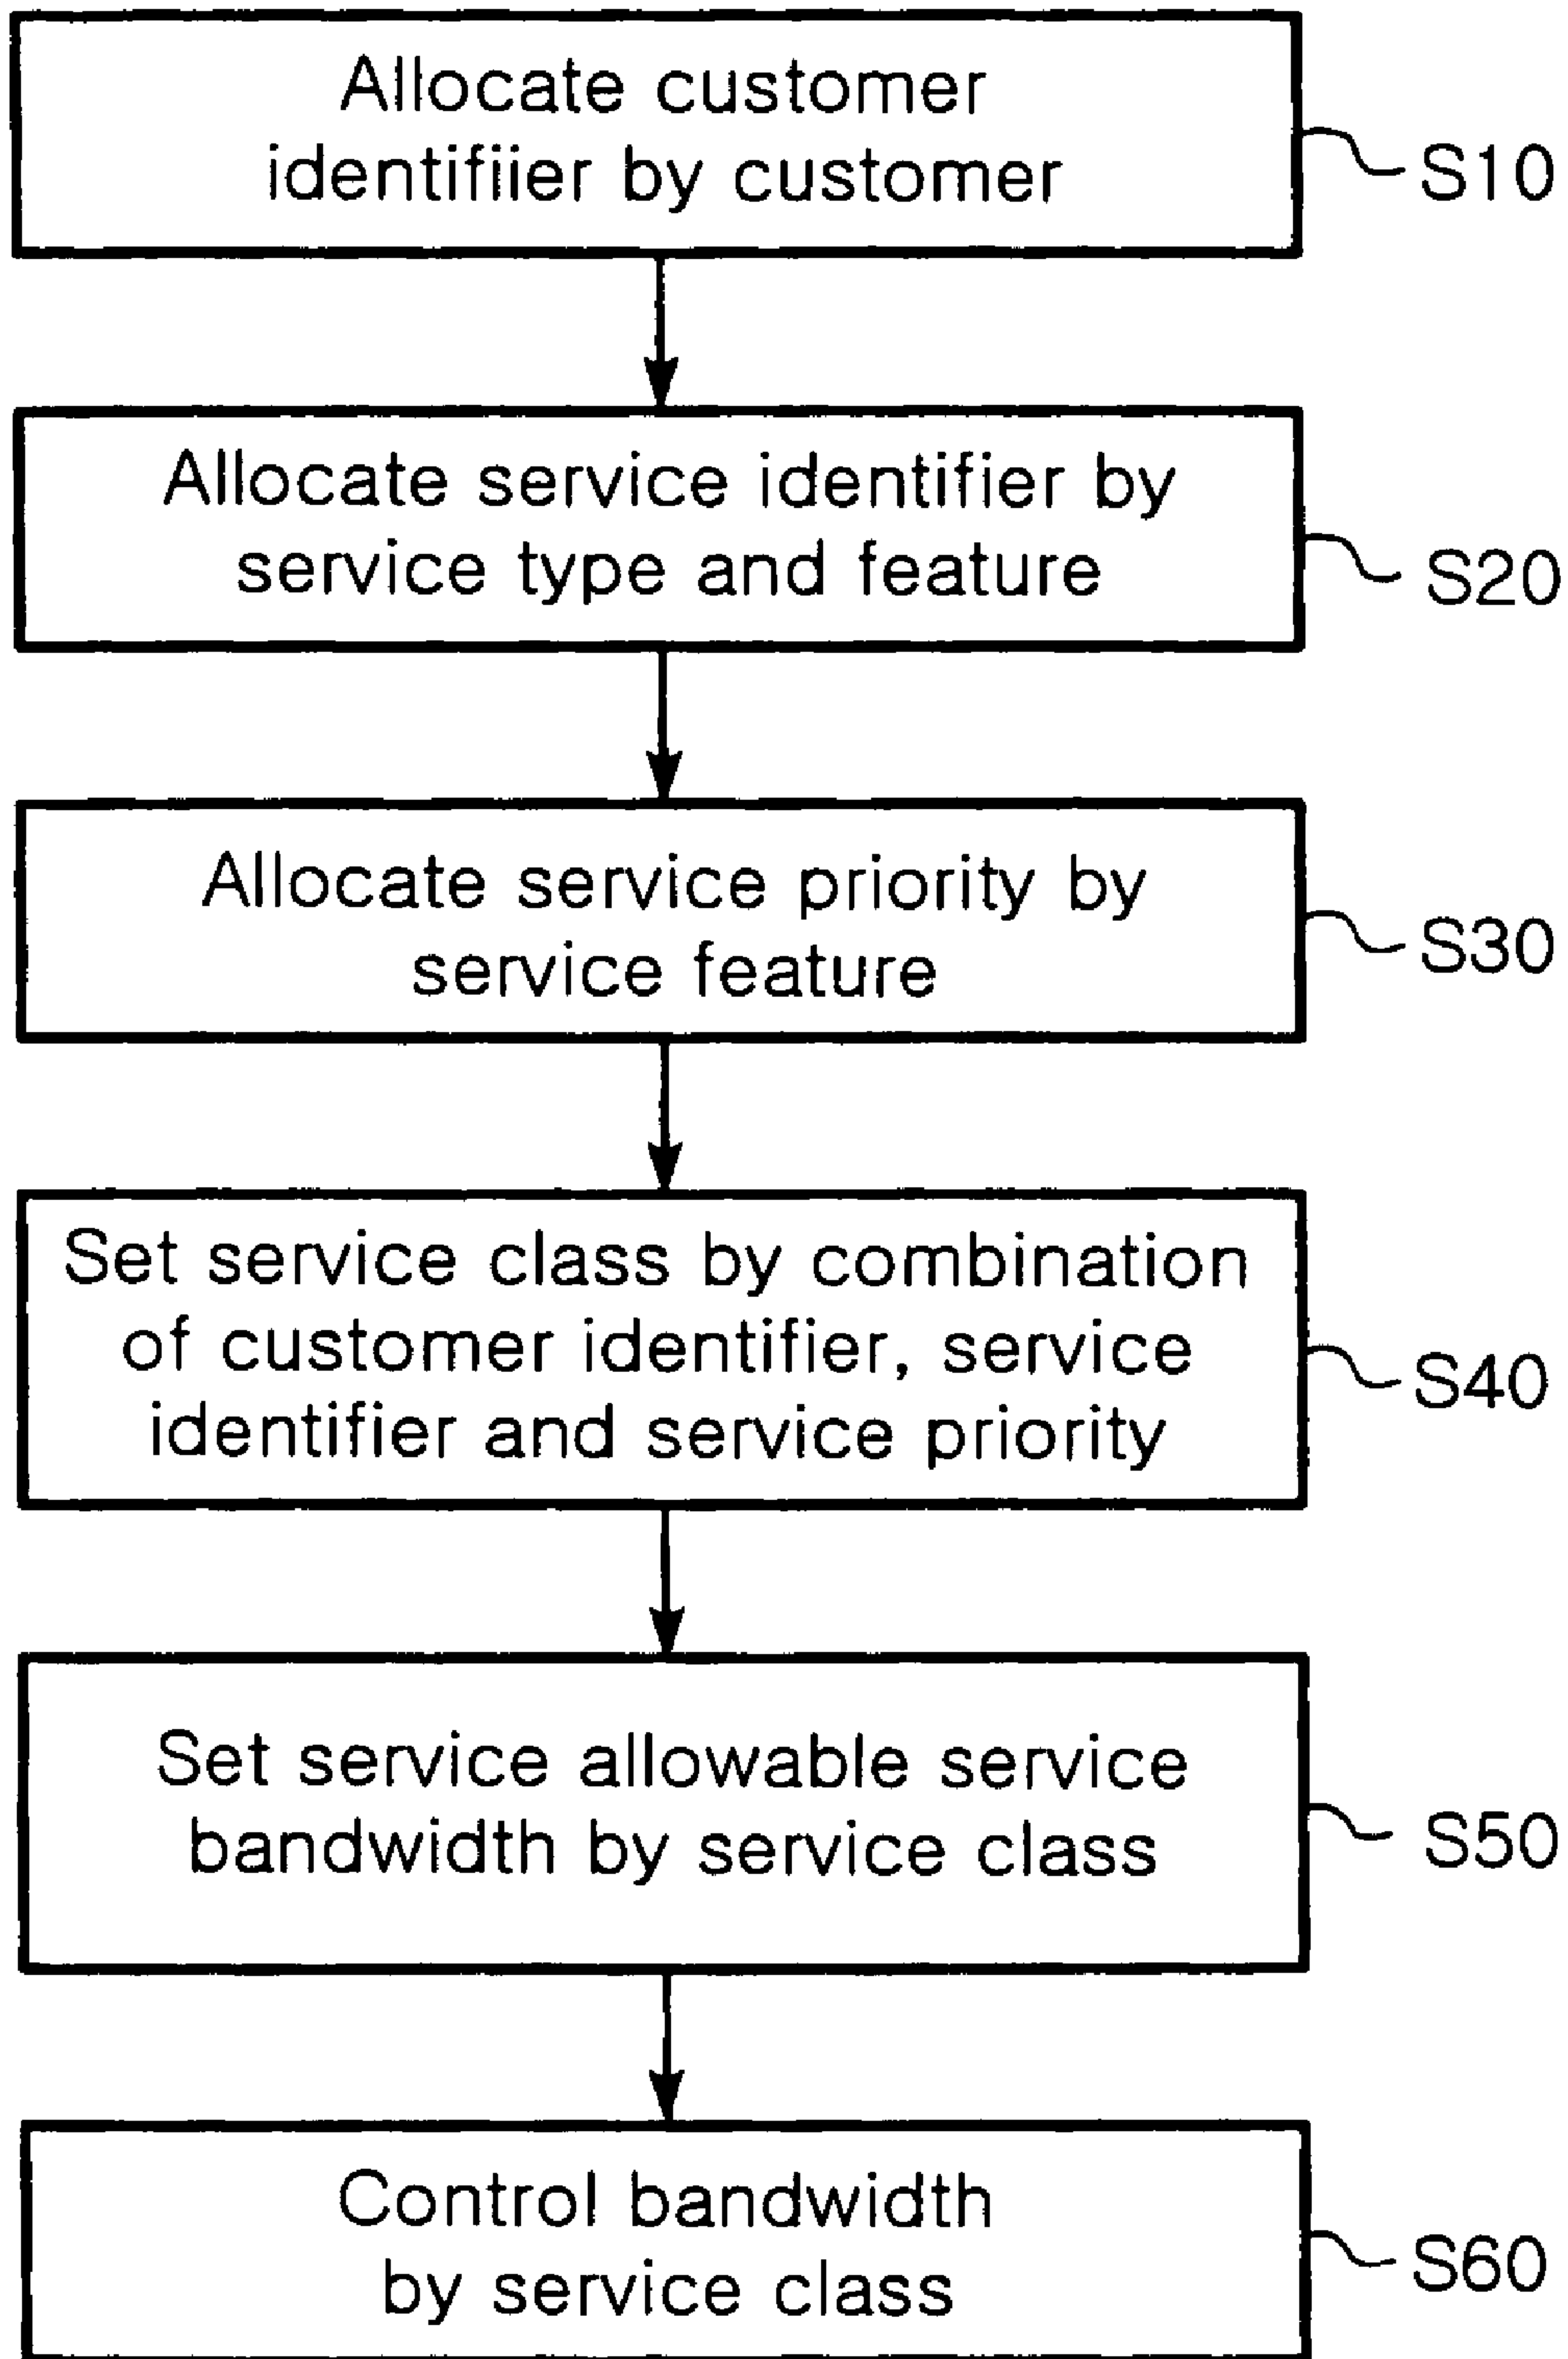 Allocate customer
identifiier by customer
S10
Allocate service identifier by
service type and feature
S20
Allocate service priority by
service feature
S30
Set service class by combination
of customer identifier, service
identifier and service priority
S40
Set service allowable service
bandwidth by service class
S50
Control bandwidth
by service class
S60